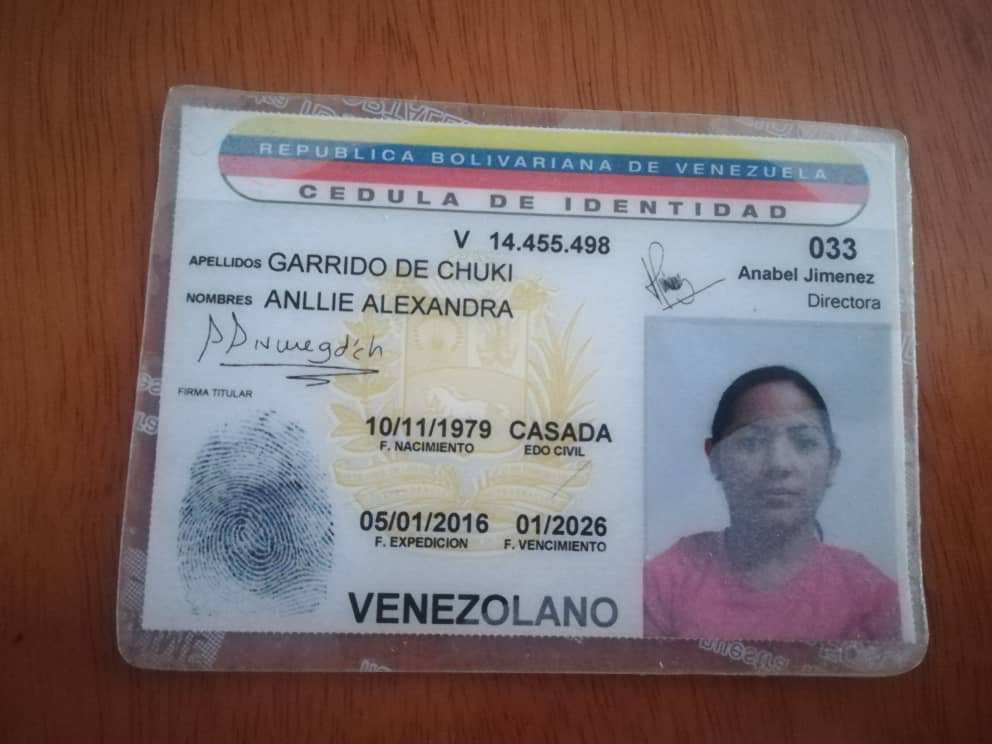 REPUBLICA BOLIVARIANA DE VENEZUELA
CEDULA DE IDENTIDAD
V 14.455.498
033
APELLIDOS GARRIDO DE CHUKI
Anabel Jimenez
Directora
NOMBRES ANLLIE ALEXANDRA
FIRMA TITULAR
10/11/1979 CASADA
F. NACIMIENTO EDO CIVIL
05/01/2016 01/2026
F. EXPEDICION F. VENCIMIENTO
VENEZOLANO